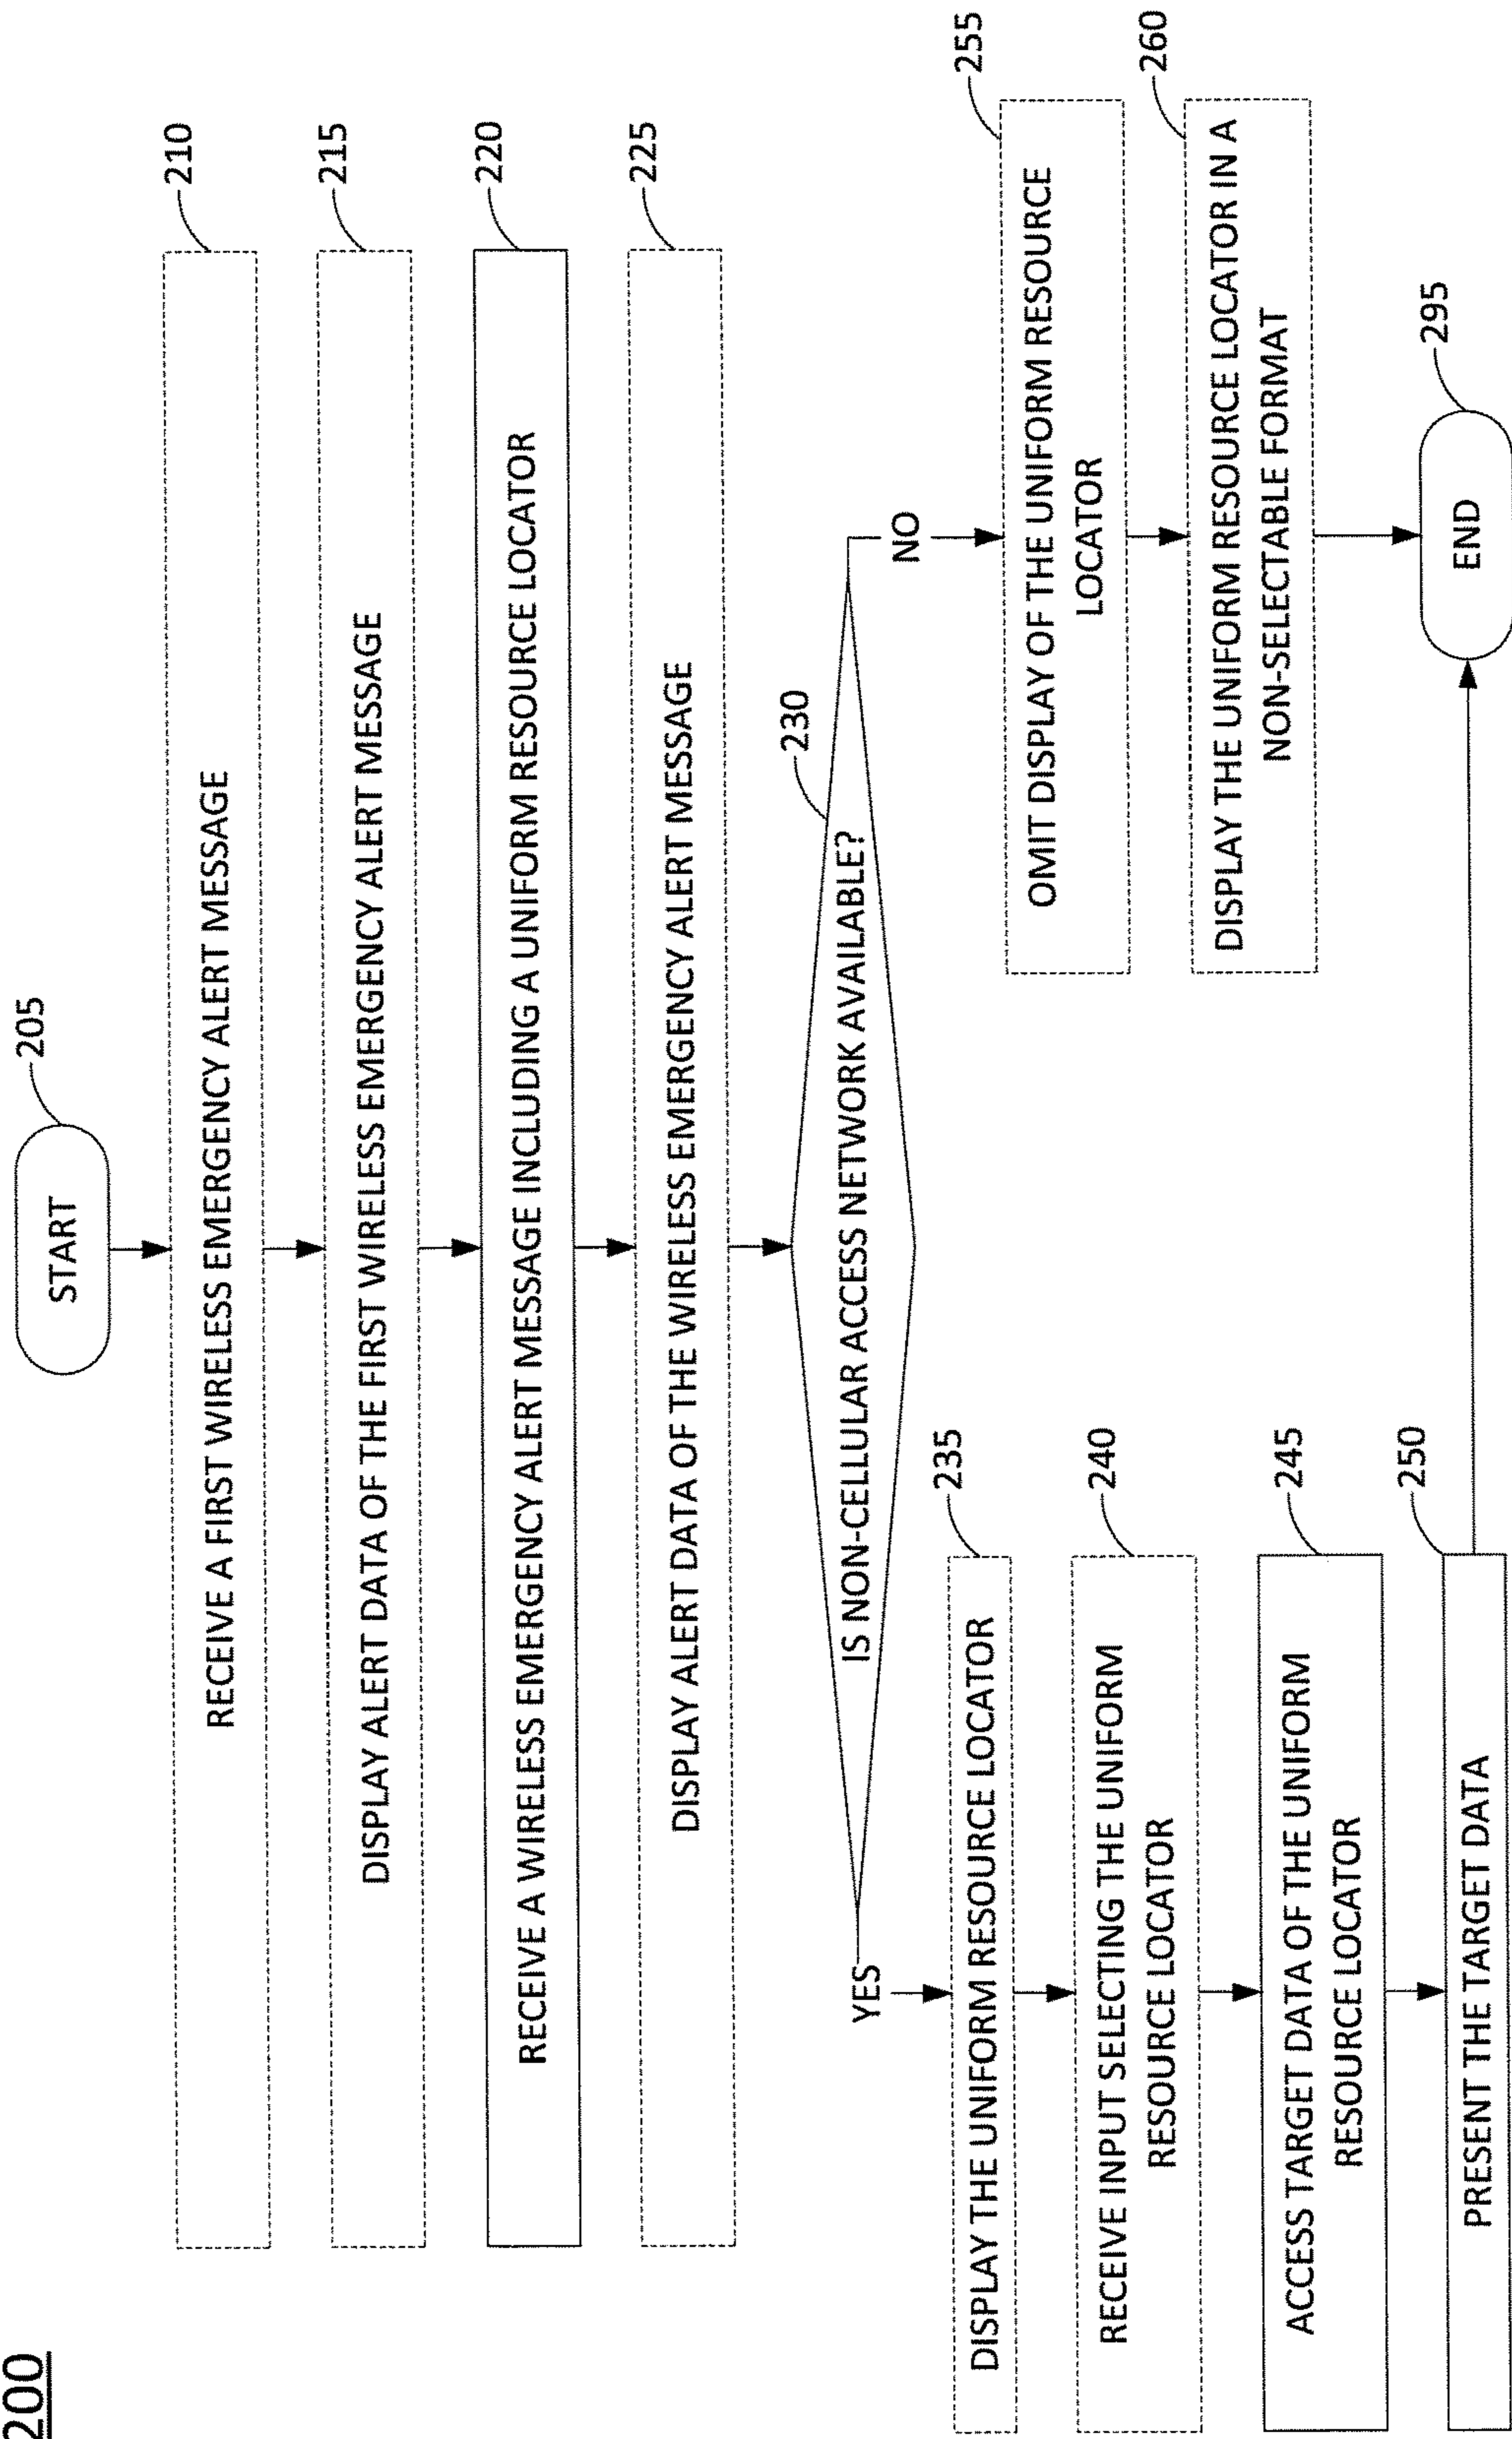 200
START
205
RECEIVE A FIRST WIRELESS EMERGENCY ALERT MESSAGE
210
DISPLAY ALERT DATA OF THE FIRST WIRELESS EMERGENCY ALERT MESSAGE
215
RECEIVE A WIRELESS EMERGENCY ALERT MESSAGE INCLUDING A UNIFORM RESOURCE LOCATOR
220
DISPLAY ALERT DATA OF THE WIRELESS EMERGENCY ALERT MESSAGE
225
IS NON-CELLULAR ACCESS NETWORK AVAILABLE?
230
YES
DISPLAY THE UNIFORM RESOURCE LOCATOR
235
RECEIVE INPUT SELECTING THE UNIFORM
RESOURCE LOCATOR
240
ACCESS TARGET DATA OF THE UNIFORM
RESOURCE LOCATOR
245
PRESENT THE TARGET DATA
250
NO
OMIT DISPLAY OF THE UNIFORM RESOURCE
LOCATOR
255
DISPLAY THE UNIFORM RESOURCE LOCATOR IN A
NON-SELECTABLE FORMAT
260
END
295